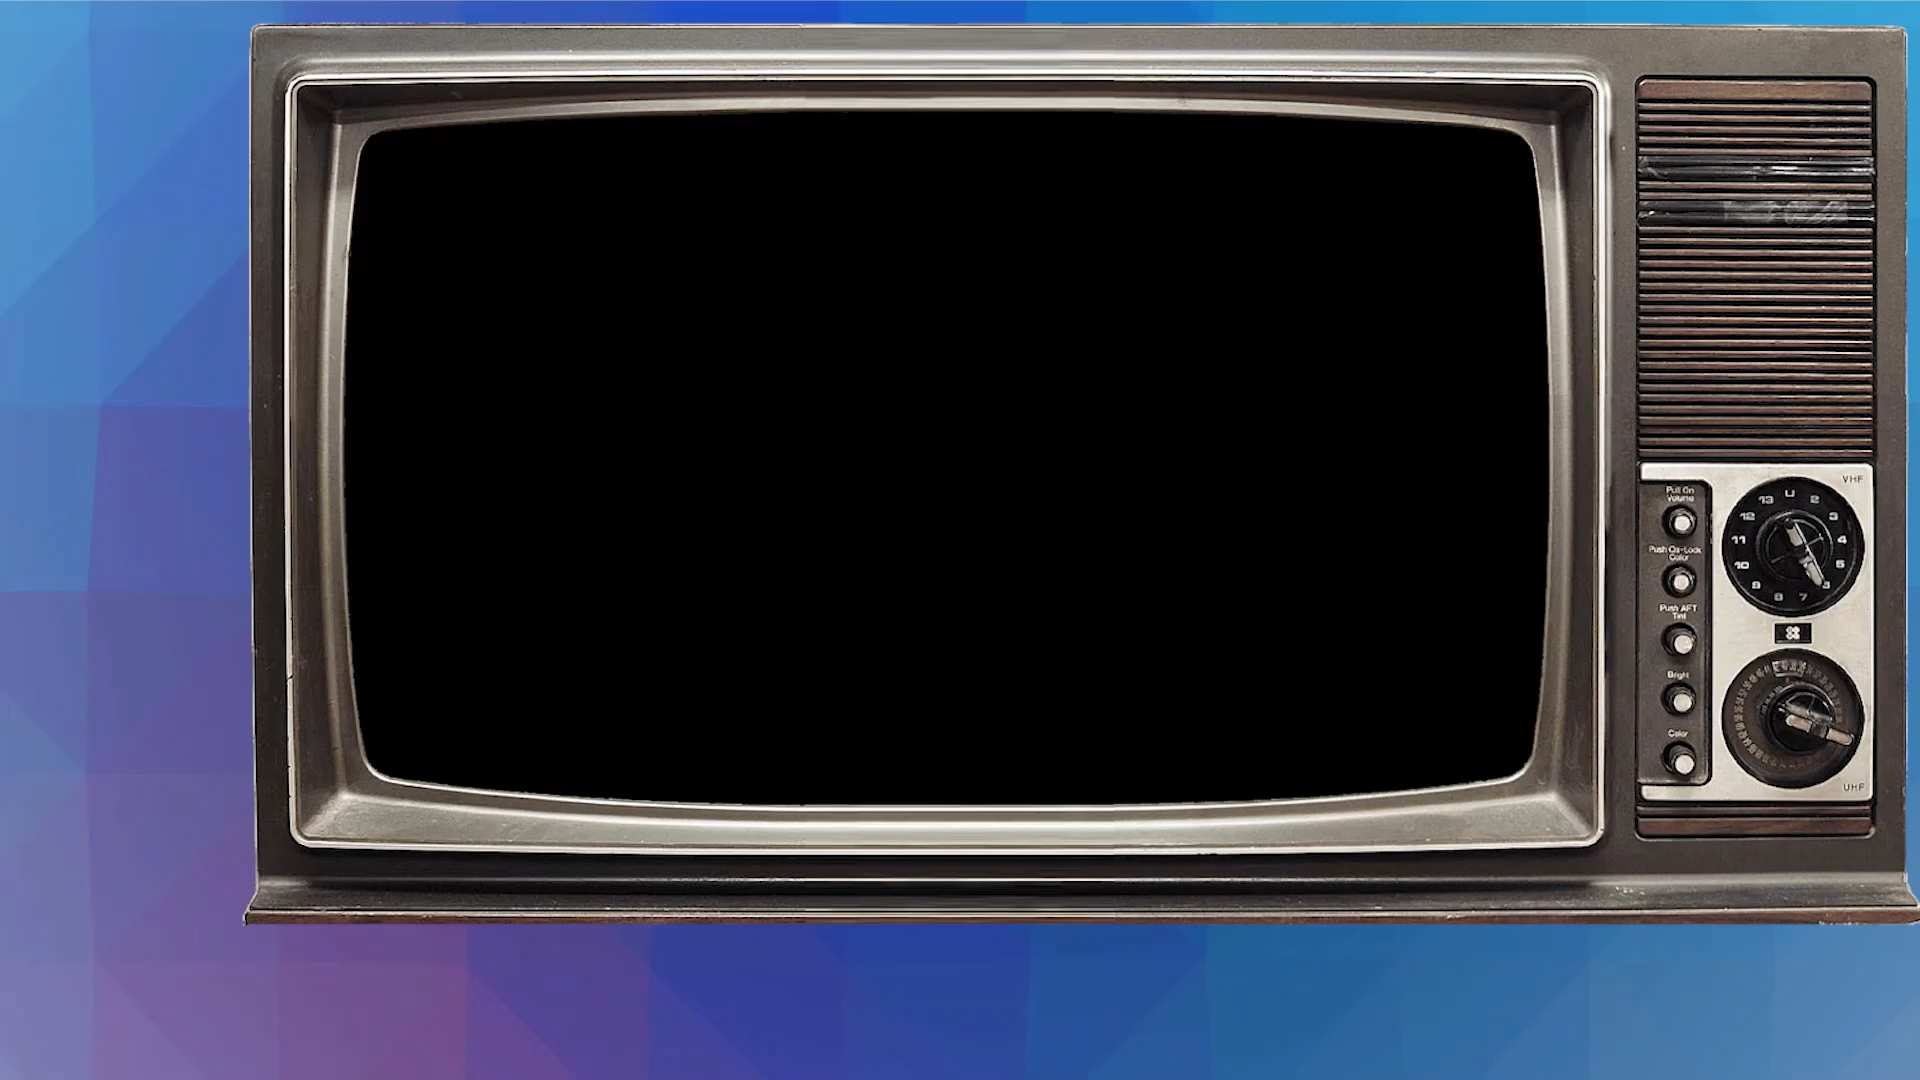 VHF
Pull On
Volume
Push On-Lock
Color
Push AFT
Tint
Bright
Color
U
2
3
4
5
6
7
8
9
10
11
12
13
UHF